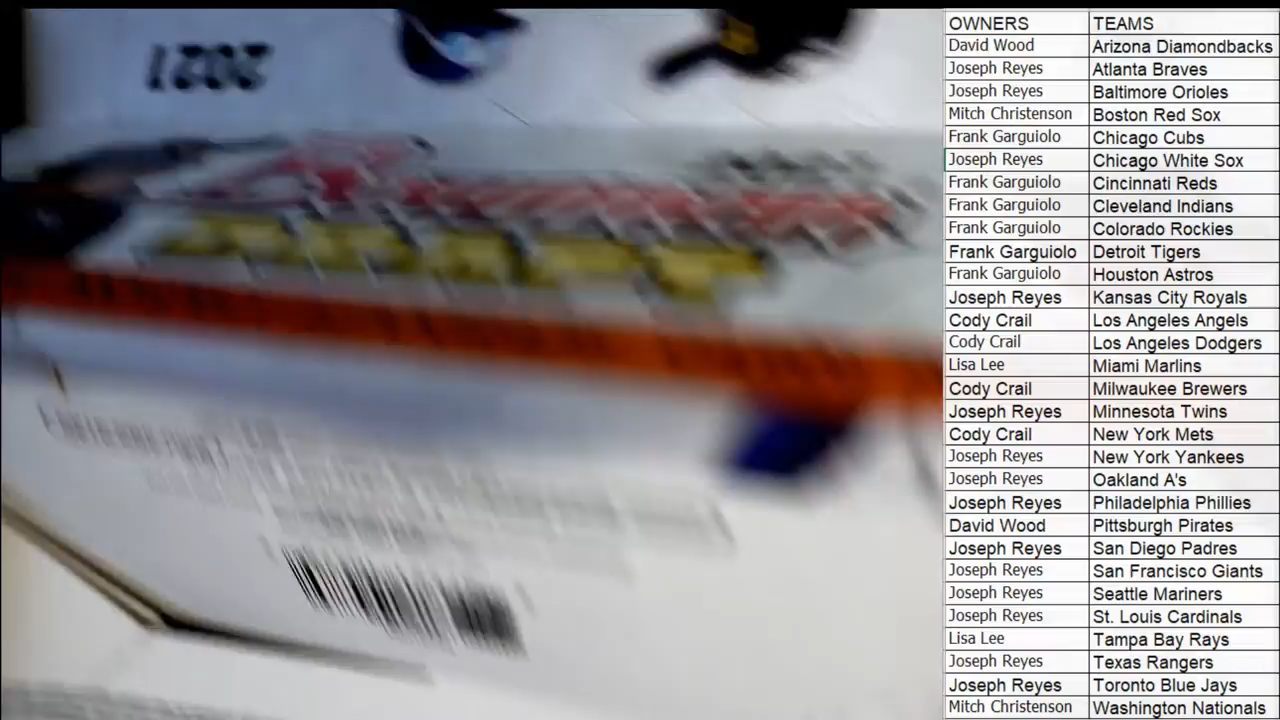 2021
OWNERS TEAMS
David Wood Arizona Diamondbacks
Joseph Reyes Atlanta Braves
Joseph Reyes Baltimore Orioles
Mitch Christenson Boston Red Sox
Frank Garguiolo Chicago Cubs
Joseph Reyes Chicago White Sox
Frank Garguiolo Cincinnati Reds
Frank Garguiolo Cleveland Indians
Frank Garguiolo Colorado Rockies
Frank Garguiolo Detroit Tigers
Frank Garguiolo Houston Astros
Joseph Reyes Kansas City Royals
Cody Crail Los Angeles Angels
Cody Crail Los Angeles Dodgers
Lisa Lee Miami Marlins
Cody Crail Milwaukee Brewers
Joseph Reyes Minnesota Twins
Cody Crail New York Mets
Joseph Reyes New York Yankees
Joseph Reyes Oakland A's
Joseph Reyes Philadelphia Phillies
David Wood Pittsburgh Pirates
Joseph Reyes San Diego Padres
Joseph Reyes San Francisco Giants
Joseph Reyes Seattle Mariners
Joseph Reyes St. Louis Cardinals
Lisa Lee Tampa Bay Rays
Joseph Reyes Texas Rangers
Joseph Reyes Toronto Blue Jays
Mitch Christenson Washington Nationals